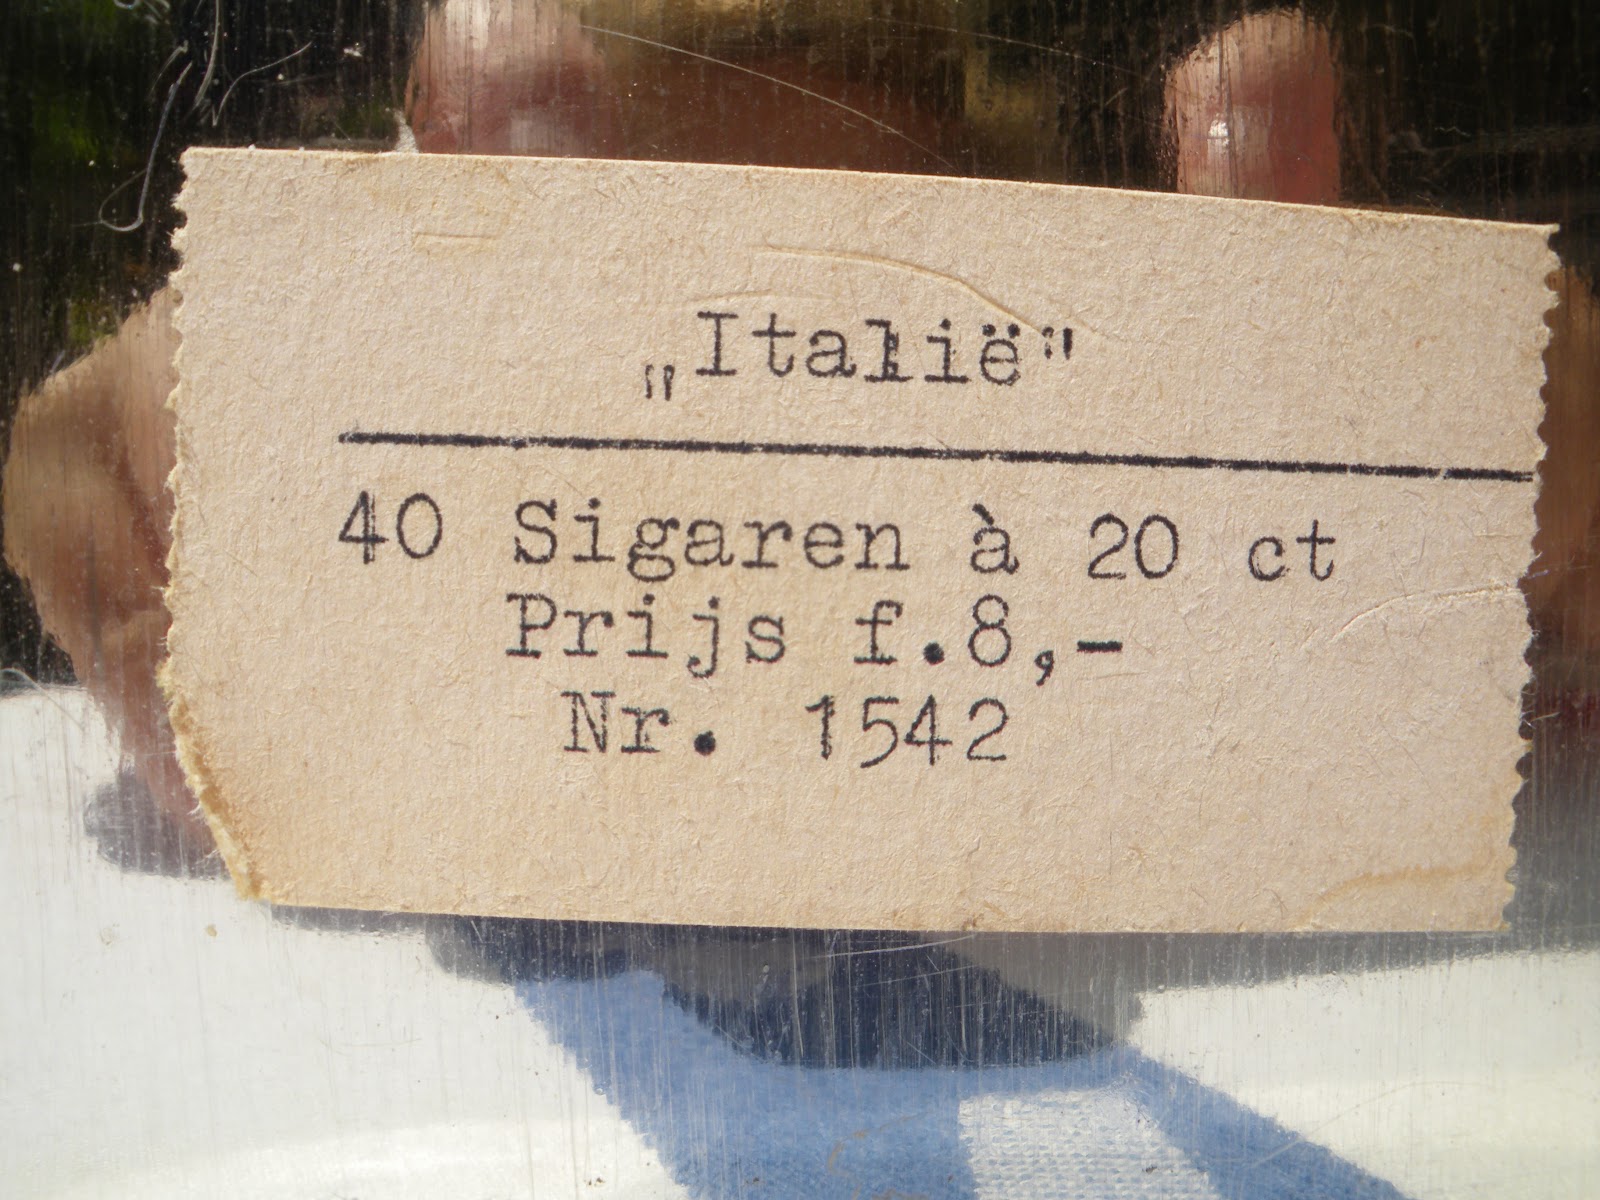 „Italië"
40 Sigaren à 20 ct
Prijs f.8,-
Nr. 1542